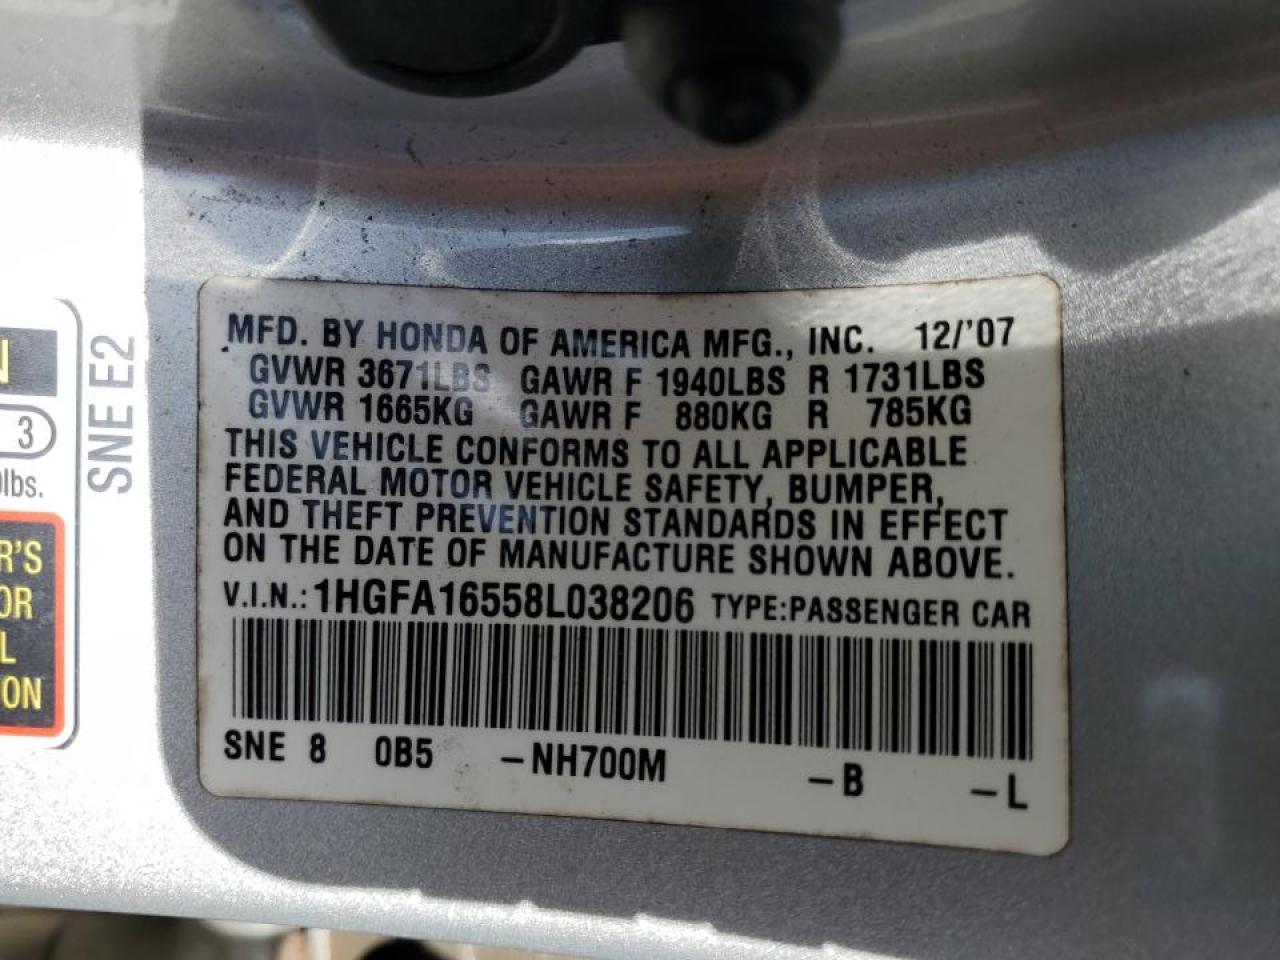 MFD. BY HONDA OF AMERICA MFG., INC. 12/'07
GVWR 3671LBS GAWR F 1940LBS R 1731LBS
GVWR 1665KG GAWR F 880KG R 785KG
THIS VEHICLE CONFORMS TO ALL APPLICABLE
FEDERAL MOTOR VEHICLE SAFETY, BUMPER,
AND THEFT PREVENTION STANDARDS IN EFFECT
ON THE DATE OF MANUFACTURE SHOWN ABOVE.
V.I.N.: 1HGFA16558L038206 TYPE:PASSENGER CAR
SNE 8 0B5 -NH700M -B -L
SNE E2
N
3
lbs.
R'S
OR
L
ON